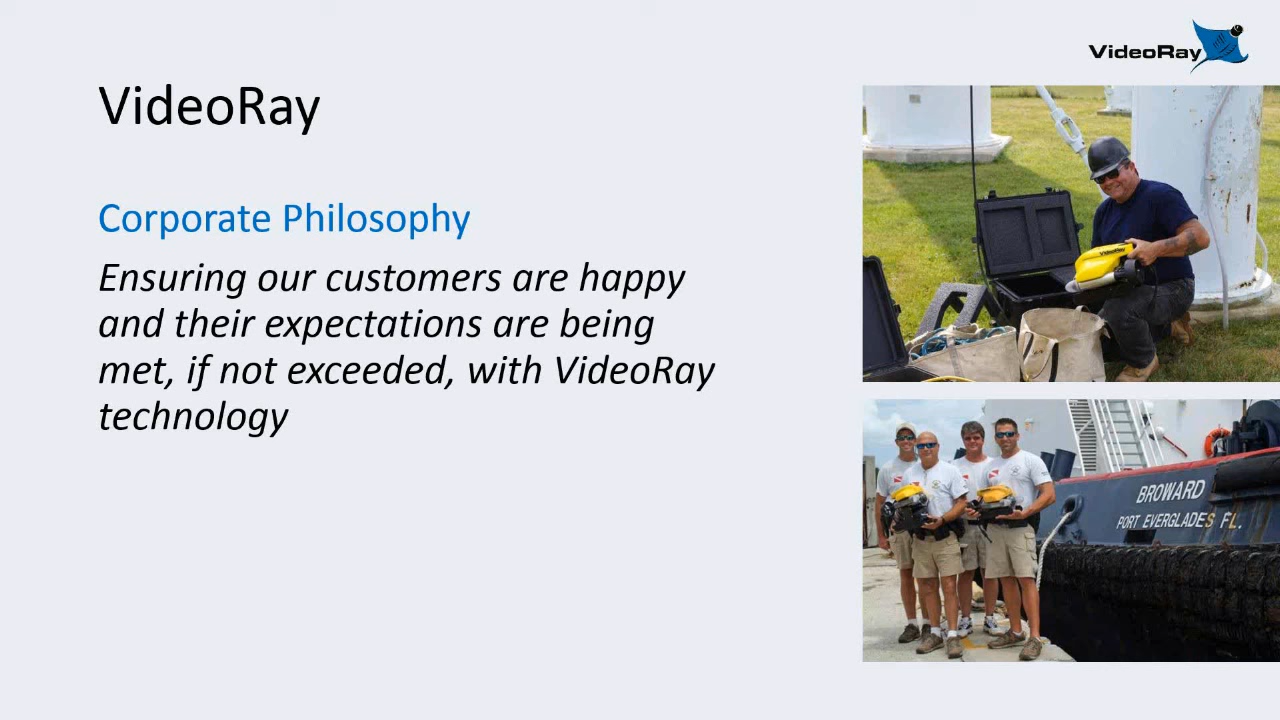 VideoRay
VideoRay
Corporate Philosophy
Ensuring our customers are happy
and their expectations are being
met, if not exceeded, with VideoRay
technology
VideoRay
BROWARD
PORT EVERGLADES FL.